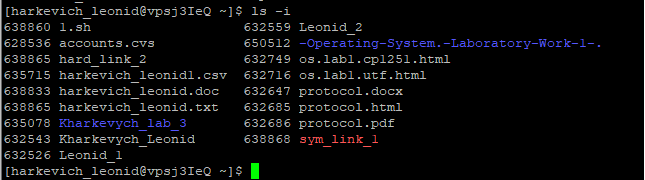 [harkevich_leonid@vpsj3IeQ ~]$ ls -i
638860 1.sh 632559 Leonid_2
628536 accounts.cvs 650512 -Operating-System.-Laboratory-Work-1-.
638865 hard_link_2 632749 os.lab1.cp1251.html
635715 harkevich_leonid1.csv 632716 os.lab1.utf.html
638833 harkevich_leonid.doc 632647 protocol.docx
638865 harkevich_leonid.txt 632685 protocol.html
635078 Kharkevych_lab_3 632686 protocol.pdf
632543 Kharkevych_Leonid 638868 sym_link_1
632526 Leonid_1
[harkevich_leonid@vpsj3IeQ ~]$